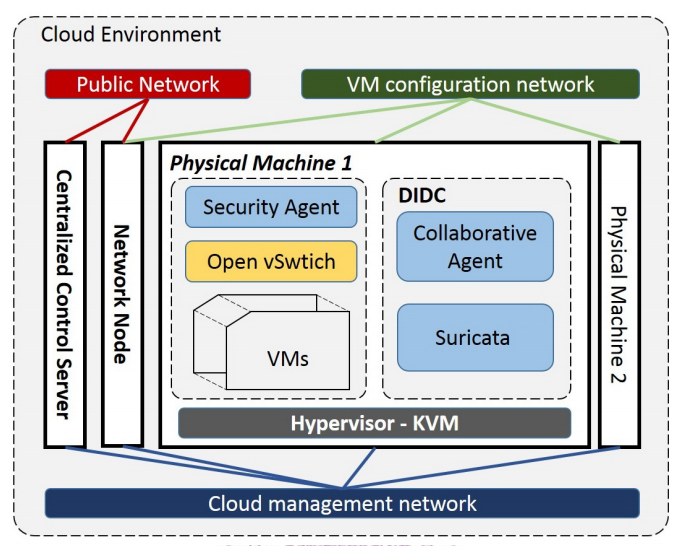 Cloud Environment
Public Network
VM configuration network
Centralized Control Server
Network Node
Physical Machine 1
Security Agent
Open vSwtich
VMs
DIDC
Collaborative
Agent
Suricata
Hypervisor - KVM
Physical Machine 2
Cloud management network